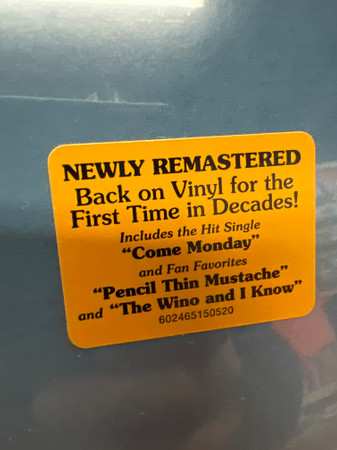 NEWLY REMASTERED
Back on Vinyl for the
First Time in Decades!
Includes the Hit Single
"Come Monday"
and Fan Favorites
"Pencil Thin Mustache"
and "The Wino and I Know"
602465150520